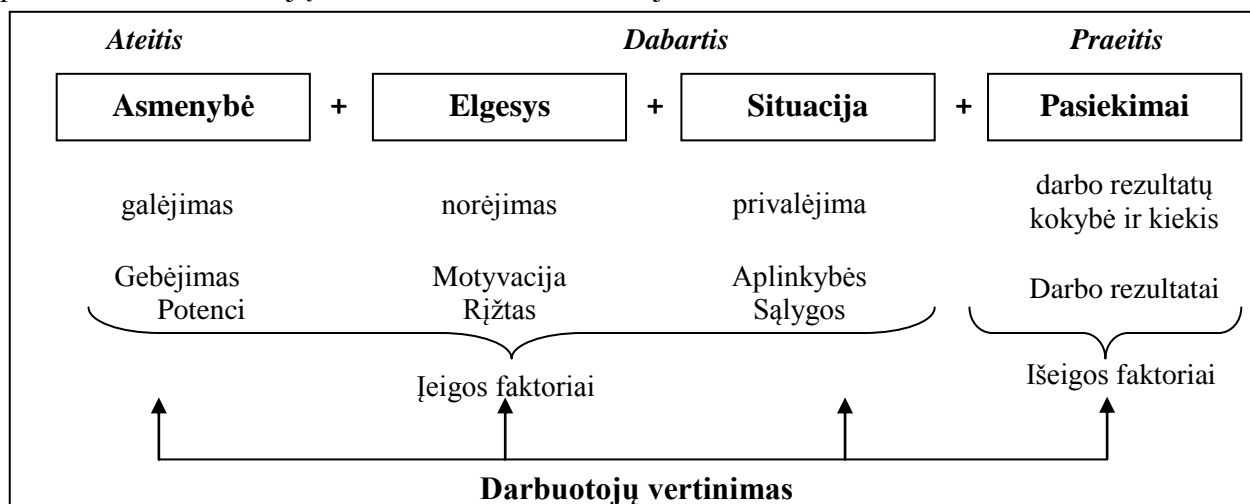 Ateitis Dabartis Praeitis
Asmenybė + Elgesys + Situacija + Pasiekimai
galėjimas norėjimas privalėjima darbo rezultatų
kokybė ir kiekis
Gebėjimas Motyvacija Aplinkybės Darbo rezultatai
Potenci Rįžtas Sąlygos
Įeigos faktoriai Išeigos faktoriai
Darbuotojų vertinimas